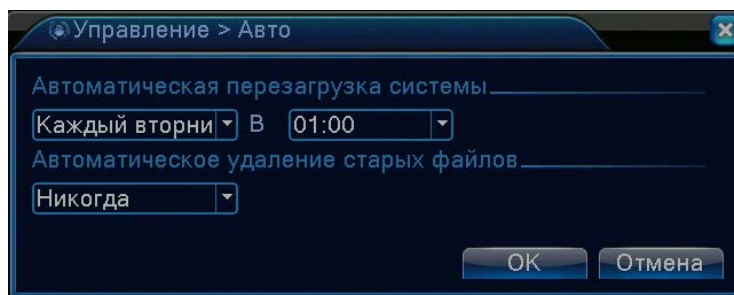 Управление > Авто
Автоматическая перезагрузка системы
Каждый вторни В 01:00
Автоматическое удаление старых файлов
Никогда
OK Отмена